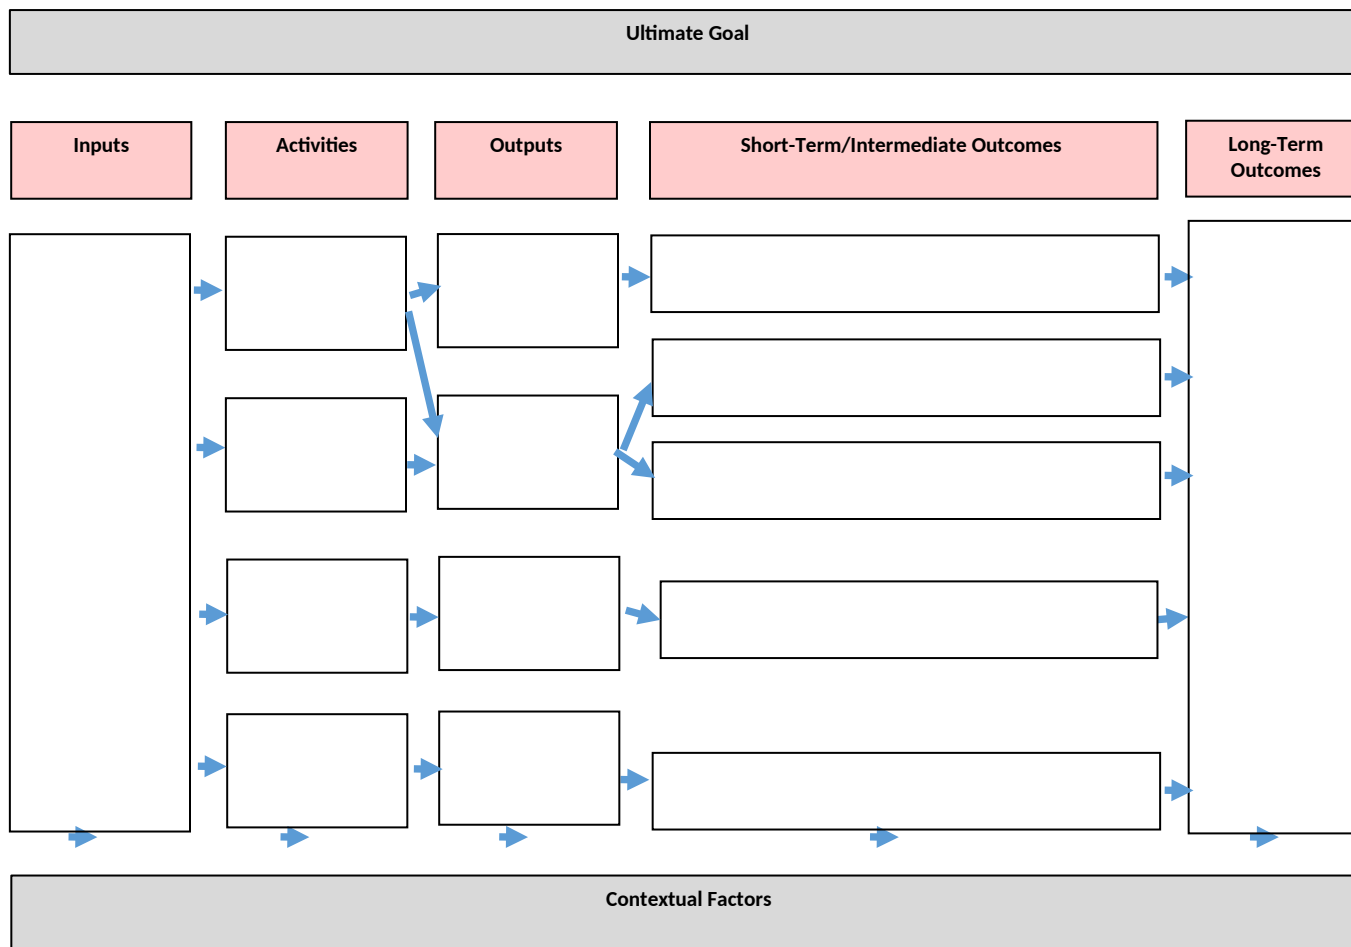 Ultimate Goal
Inputs
Activities
Outputs
Short-Term/Intermediate Outcomes
Long-Term
Outcomes
Contextual Factors